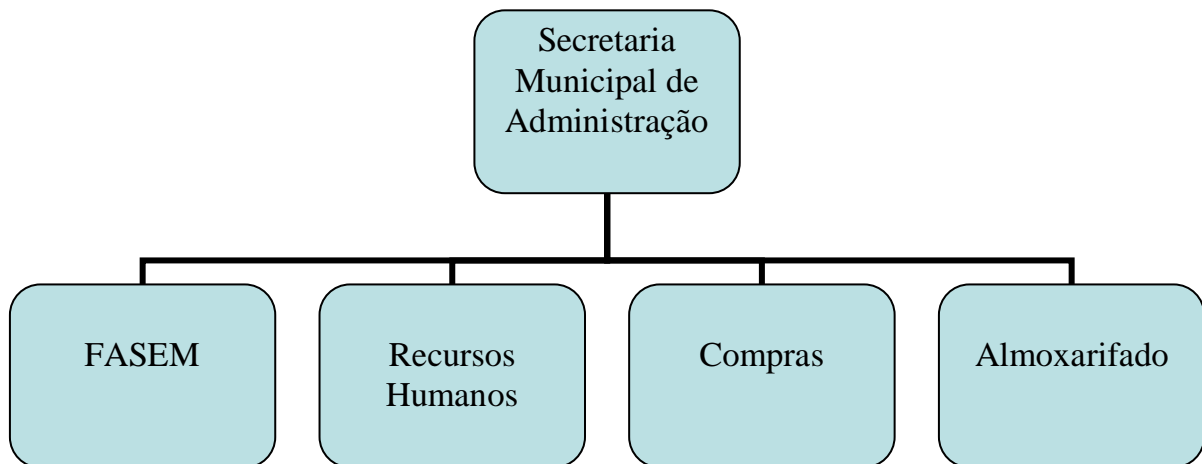 Secretaria
Municipal de
Administração
FASEM
Recursos
Humanos
Compras
Almoxarifado